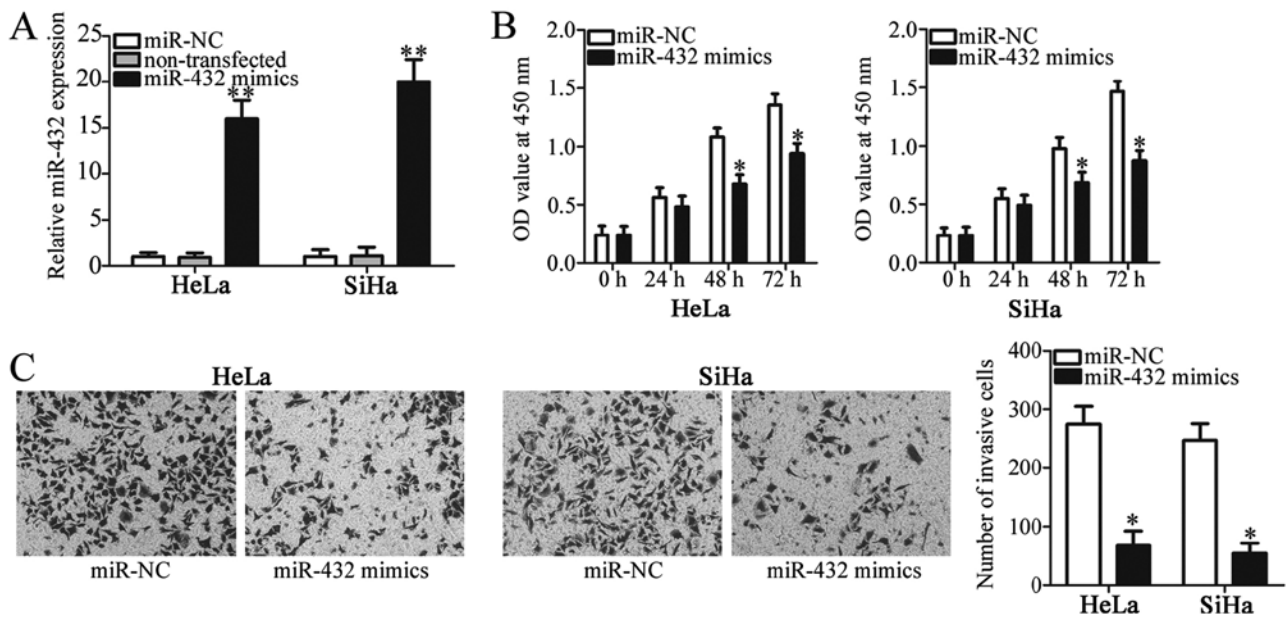 A
Relative miR-432 expression
25
20
15
10
5
0
miR-NC
non-transfected
miR-432 mimics
**
**
HeLa
SiHa
B
OD value at 450 nm
2.0
1.5
1.0
0.5
0.0
miR-NC
miR-432 mimics
*
*
0 h
24 h
48 h
72 h
HeLa
OD value at 450 nm
2.0
1.5
1.0
0.5
0.0
miR-NC
miR-432 mimics
*
*
0 h
24 h
48 h
72 h
SiHa
C
HeLa
miR-NC
miR-432 mimics
SiHa
miR-NC
miR-432 mimics
Number of invasive cells
400
300
200
100
0
miR-NC
miR-432 mimics
*
*
HeLa
SiHa